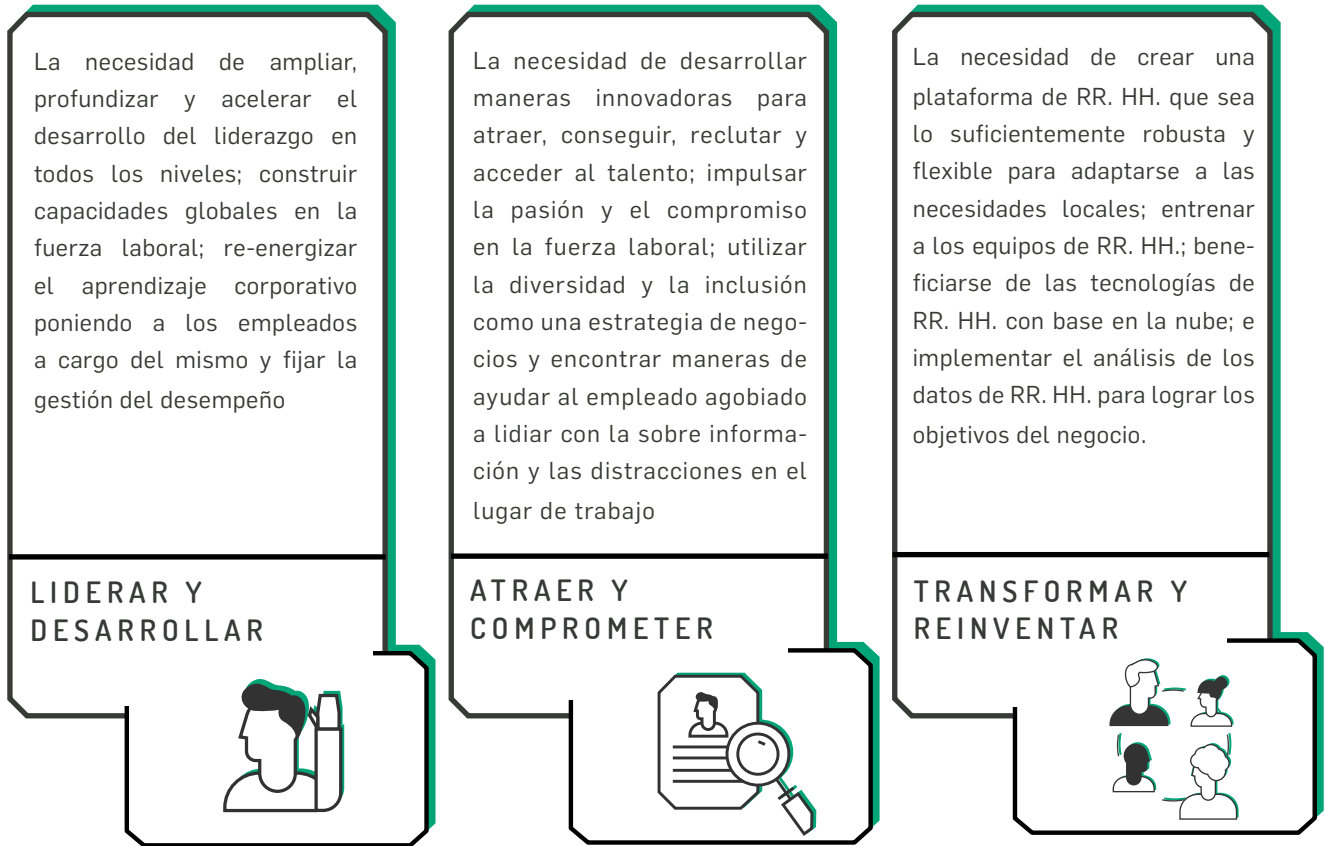 La necesidad de ampliar,
profundizar y acelerar el
desarrollo del liderazgo en
todos los niveles; construir
capacidades globales en la
fuerza laboral; re-energizar
el aprendizaje corporativo
poniendo a los empleados
a cargo del mismo y fijar la
gestión del desempeño
LIDERAR Y
DESARROLLAR
La necesidad de desarrollar
maneras innovadoras para
atraer, conseguir, reclutar y
acceder al talento; impulsar
la pasión y el compromiso
en la fuerza laboral; utilizar
la diversidad y la inclusión
como una estrategia de nego-
cios y encontrar maneras de
ayudar al empleado agobiado
a lidiar con la sobre informa-
ción y las distracciones en el
lugar de trabajo
ATRAER Y
COMPROMETER
La necesidad de crear una
plataforma de RR. HH. que sea
lo suficientemente robusta y
flexible para adaptarse a las
necesidades locales; entrenar
a los equipos de RR. HH.; bene-
ficiarse de las tecnologías de
RR. HH. con base en la nube; e
implementar el análisis de los
datos de RR. HH. para lograr los
objetivos del negocio.
TRANSFORMAR Y
REINVENTAR